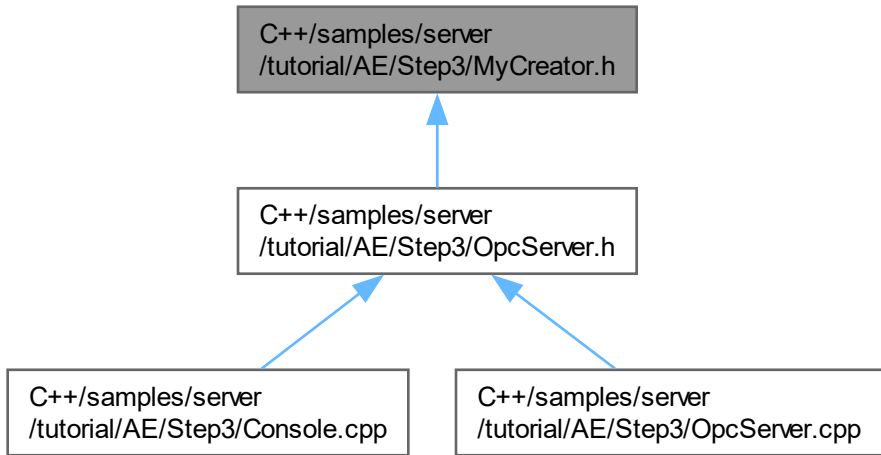 C++/samples/server
/tutorial/AE/Step3/MyCreator.h
C++/samples/server
/tutorial/AE/Step3/OpcServer.h
C++/samples/server
/tutorial/AE/Step3/Console.cpp
C++/samples/server
/tutorial/AE/Step3/OpcServer.cpp